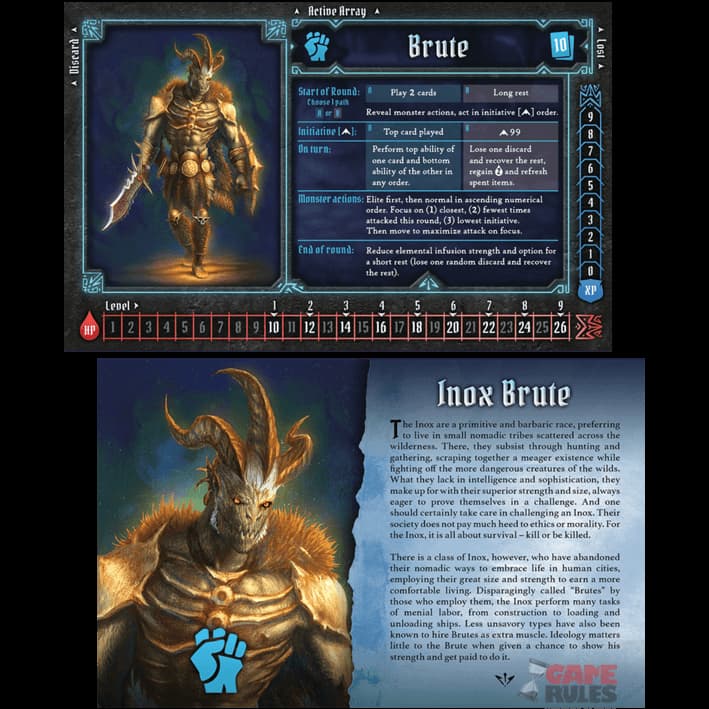 Active Array
Discard
Lost
Brute
10
Start of Round:
Choose 1 path
A or B
A Play 2 cards
B Long rest
Reveal monster actions, act in initiative [ ] order.
Initiative [ ]:
A Top card played
B 99
On turn:
Perform top ability of
one card and bottom
ability of the other in
any order.
Lose one discard
and recover the rest,
regain 2 and refresh
spent items.
Monster actions:
Elite first, then normal in ascending numerical
order. Focus on (1) closest, (2) fewest times
attacked this round, (3) lowest initiative.
Then move to maximize attack on focus.
End of round:
Reduce elemental infusion strength and option for
a short rest (lose one random discard and recover
the rest).
9
8
7
6
5
4
3
2
1
0
XP
Level 1 2 3 4 5 6 7 8 9
HP 1 2 3 4 5 6 7 8 9 10 11 12 13 14 15 16 17 18 19 20 21 22 23 24 25 26
Inox Brute
The Inox are a primitive and barbaric race, preferring
to live in small nomadic tribes scattered across the
wilderness. There, they subsist through hunting and
gathering, scraping together a meager existence while
fighting off the more dangerous creatures of the wilds.
What they lack in intelligence and sophistication, they
make up for with their superior strength and size, always
eager to prove themselves in a challenge. And one
should certainly take care in challenging an Inox. Their
society does not pay much heed to ethics or morality. For
the Inox, it is all about survival – kill or be killed.
There is a class of Inox, however, who have abandoned
their nomadic ways to embrace life in human cities,
employing their great size and strength to earn a more
comfortable living. Disparagingly called "Brutes" by
those who employ them, the Inox perform many tasks
of menial labor, from construction to loading and
unloading ships. Less unsavory types have also been
known to hire Brutes as extra muscle. Ideology matters
little to the Brute when given a chance to show his
strength and get paid to do it.
GAME
RULES